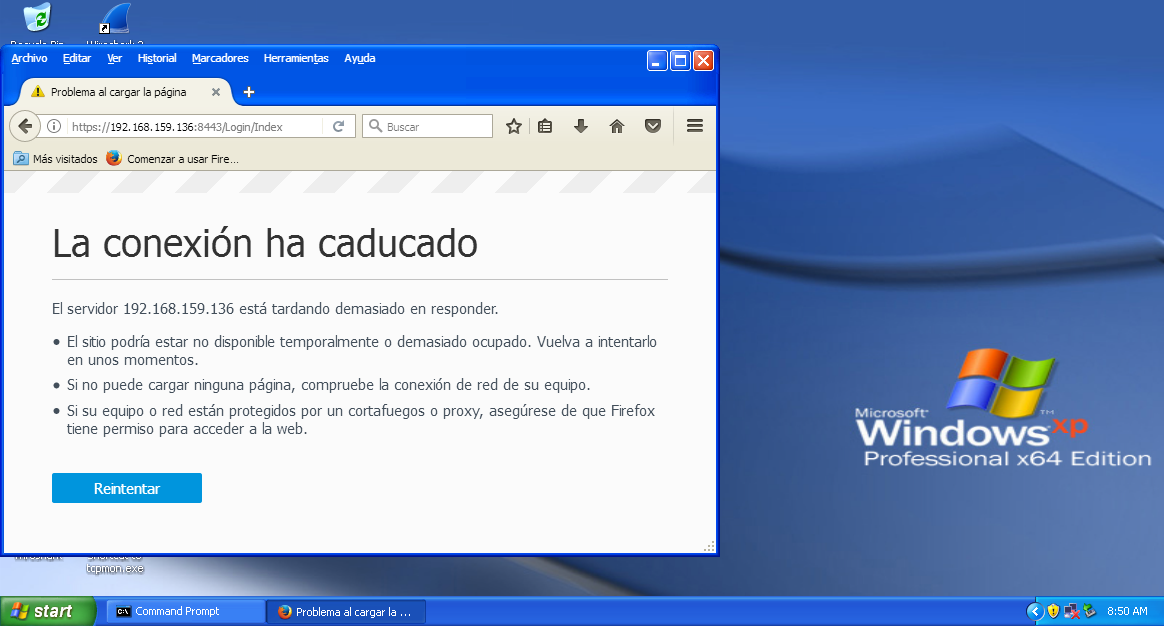 Archivo Editar Ver Historial Marcadores Herramientas Ayuda
Problema al cargar la página
https://192.168.159.136:8443/Login/Index
Buscar
Más visitados
Comenzar a usar Fire...
La conexión ha caducado
El servidor 192.168.159.136 está tardando demasiado en responder.
El sitio podría estar no disponible temporalmente o demasiado ocupado. Vuelva a intentarlo
en unos momentos.
Si no puede cargar ninguna página, compruebe la conexión de red de su equipo.
Si su equipo o red están protegidos por un cortafuegos o proxy, asegúrese de que Firefox
tiene permiso para acceder a la web.
Reintentar
Microsoft
Windows xp
TM
Professional x64 Edition
tcpmon.exe
start
C:\
Command Prompt
Problema al cargar la ...
8:50 AM